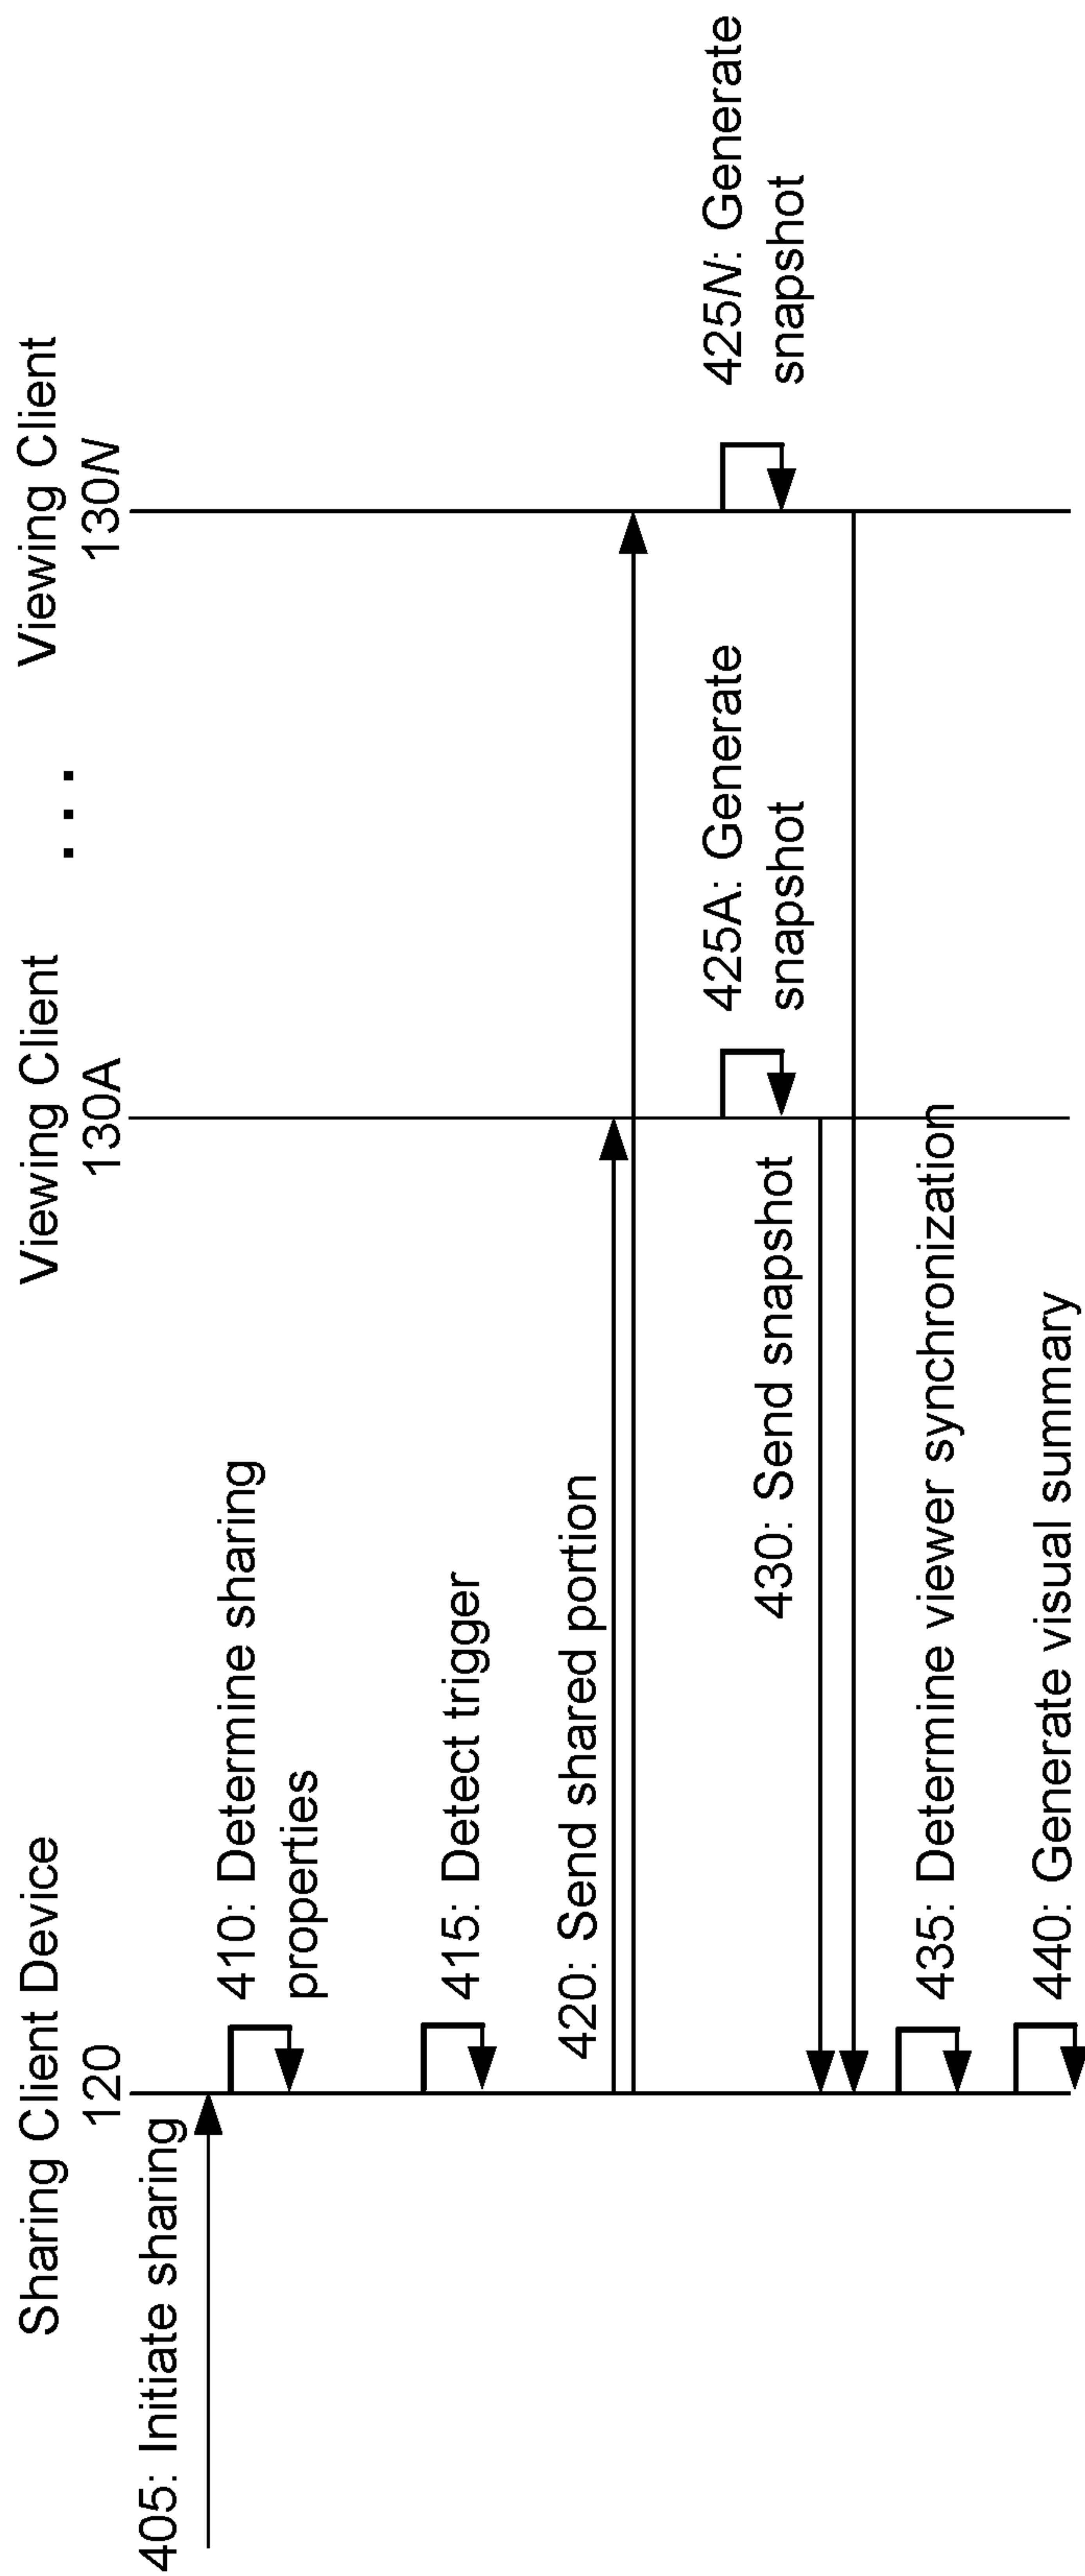 Sharing Client Device
120
Viewing Client
130A
. . .
Viewing Client
130N
405: Initiate sharing
410: Determine sharing
properties
415: Detect trigger
420: Send shared portion
425A: Generate
snapshot
425N: Generate
snapshot
430: Send snapshot
435: Determine viewer synchronization
440: Generate visual summary